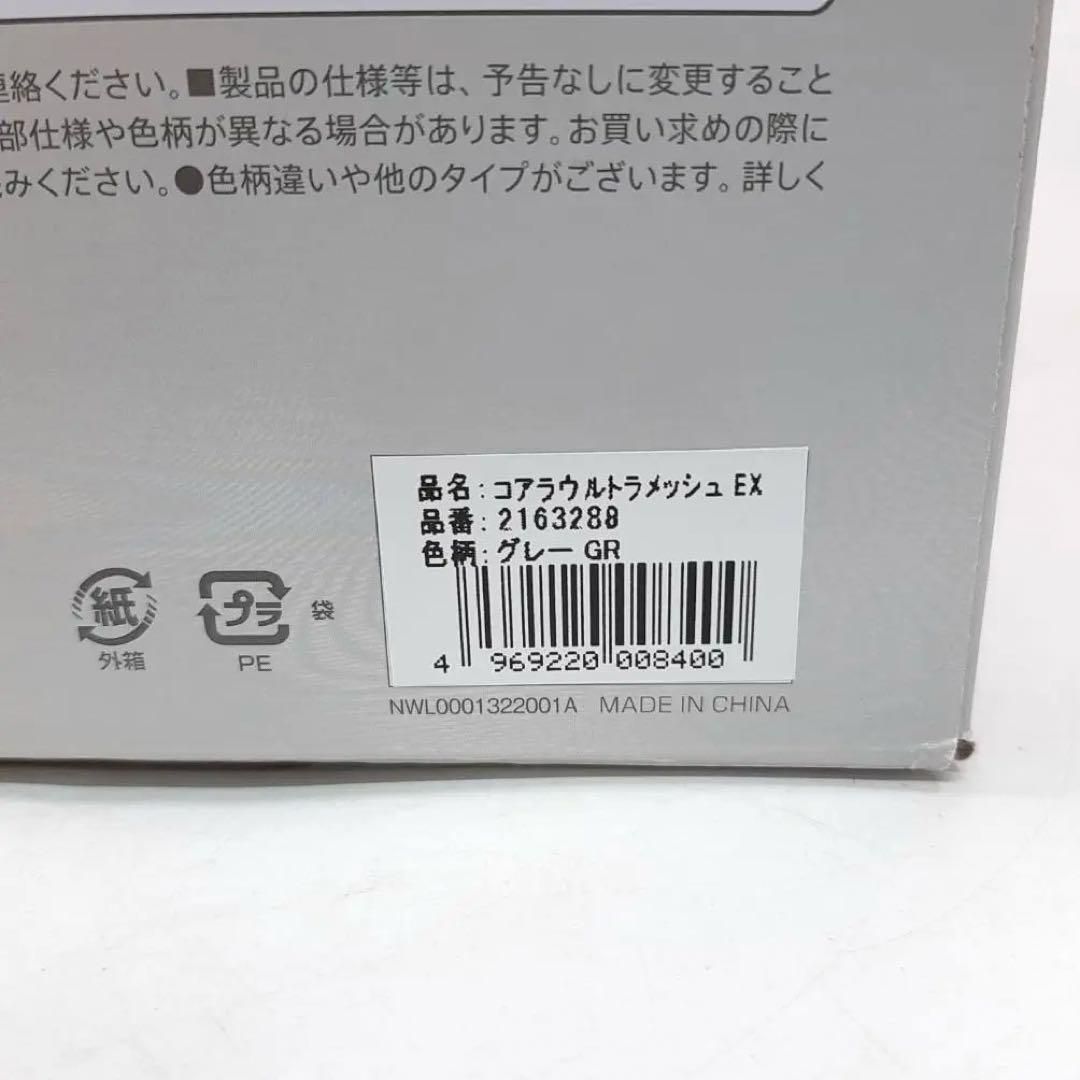 連絡ください。■製品の仕様等は、予告なしに変更すること
部仕様や色柄が異なる場合があります。お買い求めの際に
みください。●色柄違いや他のタイプがございます。詳しく
品名:コアラウルトラメッシュ EX
品番:2163288
色柄:グレー GR
紙 プラ 袋
外箱 PE
4 969220 008400
NWL0001322001A MADE IN CHINA